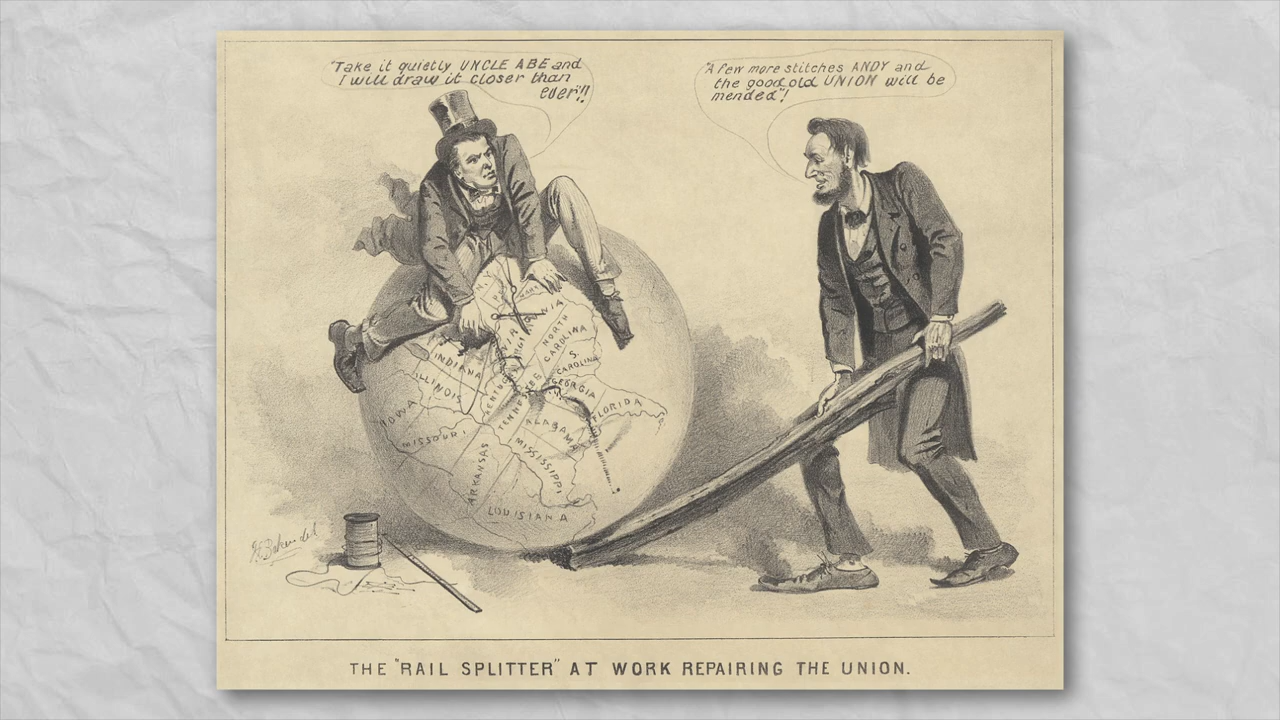 "Take it quietly UNCLE ABE and
I will draw it closer than
ever"!!
"A few more stitches ANDY and
the good old UNION will be
mended"!
VIRGINIA
NORTH
CAROLINA
S.
CAROLINA
INDIANA
ILLINOIS
KENTUCKY
TENNESSEE
GEORGIA
FLORIDA
IOWA
MISSOURI
ALABAMA
MISSISSIPPI
ARKANSAS
LOUISIANA
THE "RAIL SPLITTER" AT WORK REPAIRING THE UNION.